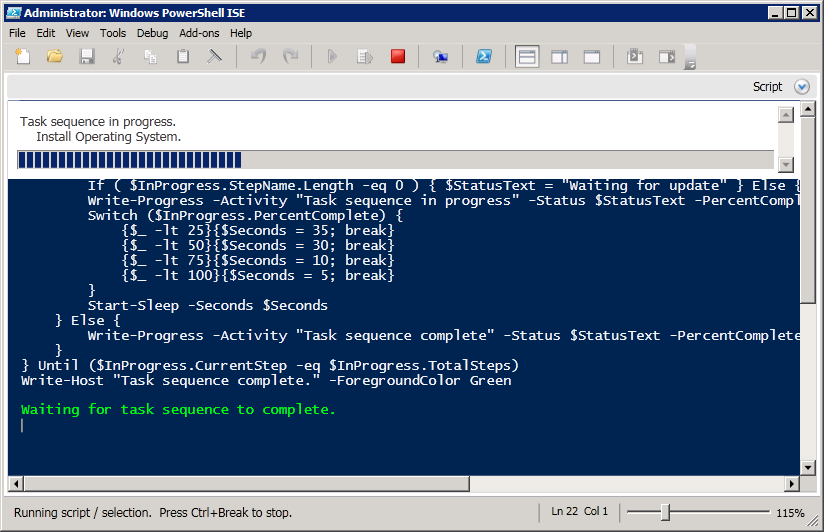 Administrator: Windows PowerShell ISE
File Edit View Tools Debug Add-ons Help
Script
Task sequence in progress.
Install Operating System.
If ( $InProgress.StepName.Length -eq 0 ) { $StatusText = "Waiting for update" } Else {
Write-Progress -Activity "Task sequence in progress" -Status $StatusText -PercentCompl
Switch ($InProgress.PercentComplete) {
{$_ -lt 25}{$Seconds = 35; break}
{$_ -lt 50}{$Seconds = 30; break}
{$_ -lt 75}{$Seconds = 10; break}
{$_ -lt 100}{$Seconds = 5; break}
}
Start-Sleep -Seconds $Seconds
} Else {
Write-Progress -Activity "Task sequence complete" -Status $StatusText -PercentComplete
}
} Until ($InProgress.CurrentStep -eq $InProgress.TotalSteps)
Write-Host "Task sequence complete." -ForegroundColor Green
Waiting for task sequence to complete.
Running script / selection. Press Ctrl+Break to stop. Ln 22 Col 1 115%